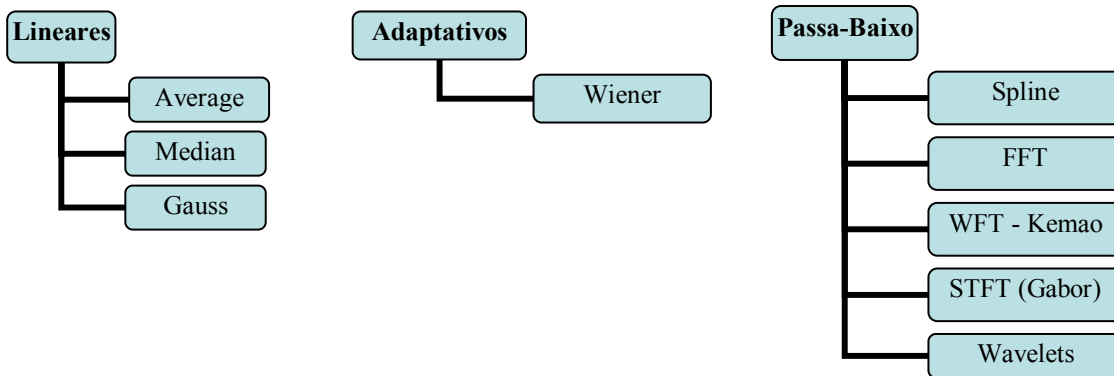 Lineares
Average
Median
Gauss
Adaptativos
Wiener
Passa-Baixo
Spline
FFT
WFT - Kemao
STFT (Gabor)
Wavelets